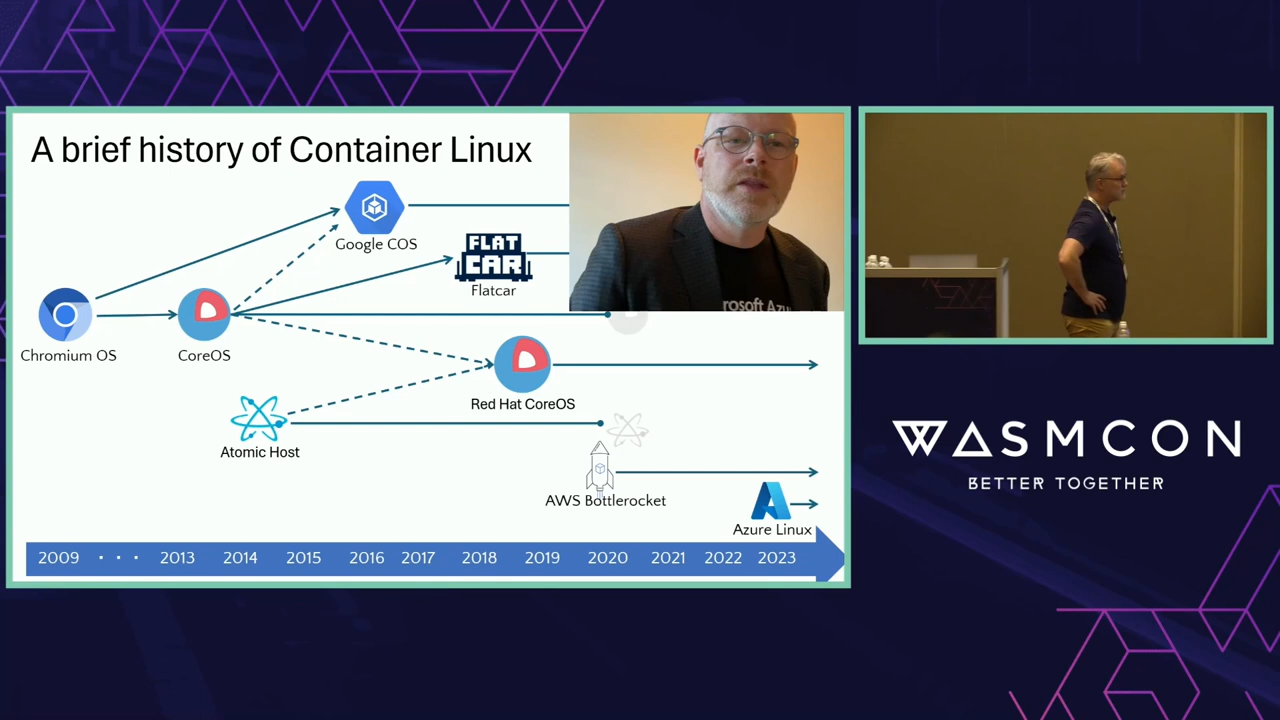 A brief history of Container Linux
Google COS
FLAT
CAR
Flatcar
rosoft Azu
Chromium OS
CoreOS
Red Hat CoreOS
Atomic Host
AWS Bottlerocket
Azure Linux
2009 · · · 2013 2014 2015 2016 2017 2018 2019 2020 2021 2022 2023
WASMCON
BETTER TOGETHER